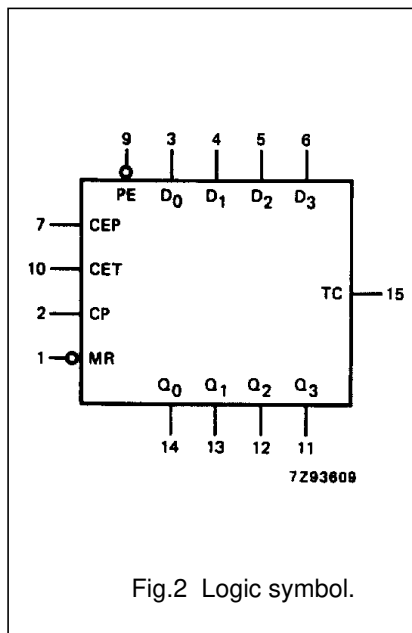 9 3 4 5 6
PE D0 D1 D2 D3
7 CEP
10 CET
TC 15
2 CP
1 MR
Q0 Q1 Q2 Q3
14 13 12 11
7Z93609
Fig.2 Logic symbol.